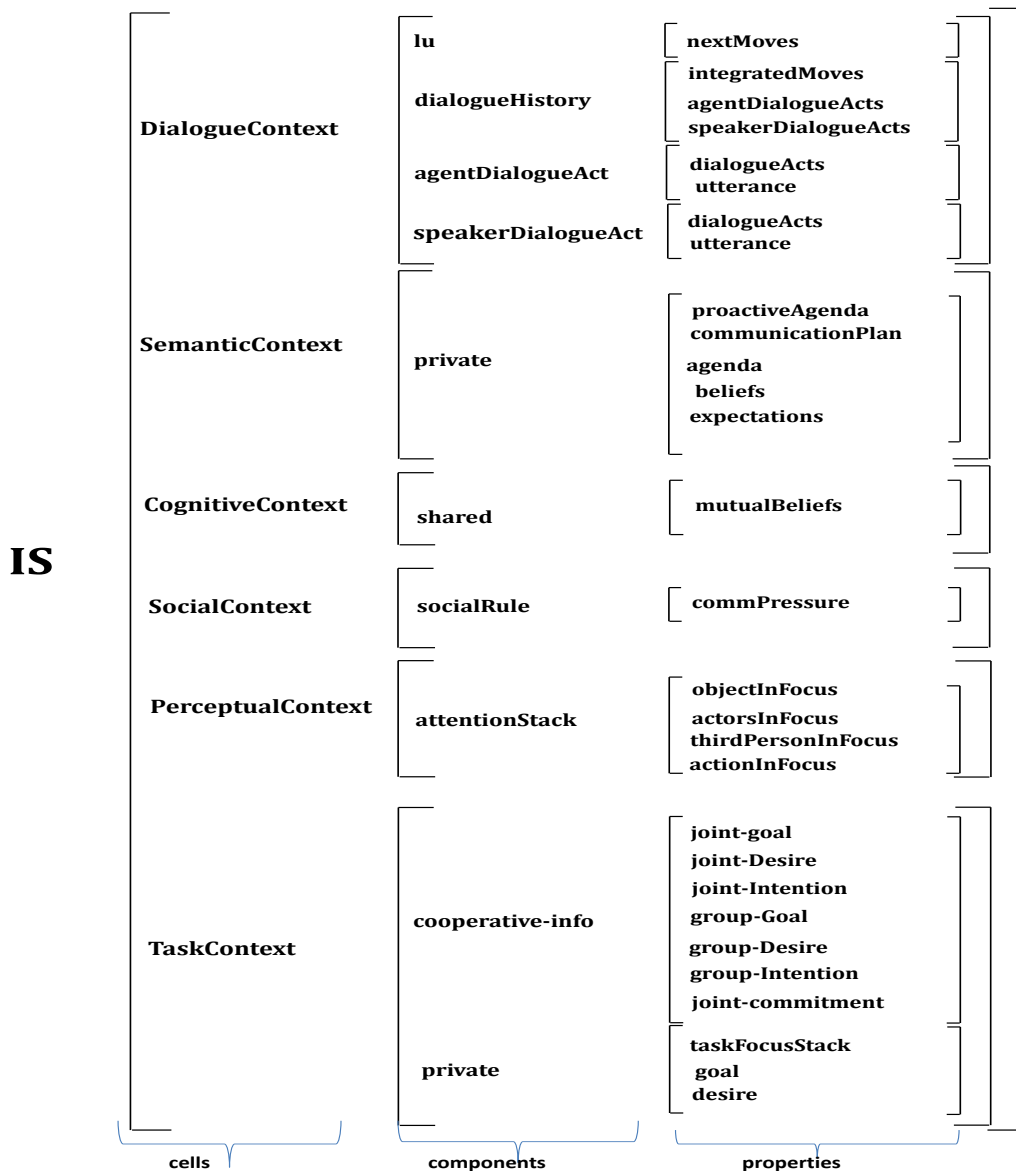 lu nextMoves
integratedMoves
dialogueHistory agentDialogueActs
DialogueContext speakerDialogueActs
agentDialogueAct dialogueActs
utterance
speakerDialogueAct dialogueActs
utterance
proactiveAgenda
SemanticContext communicationPlan
private agenda
beliefs
expectations
CognitiveContext shared mutualBeliefs
IS
SocialContext socialRule commPressure
objectInFocus
PerceptualContext attentionStack actorsInFocus
thirdPersonInFocus
actionInFocus
joint-goal
joint-Desire
joint-Intention
cooperative-info group-Goal
TaskContext group-Desire
group-Intention
joint-commitment
taskFocusStack
private goal
desire
cells components properties